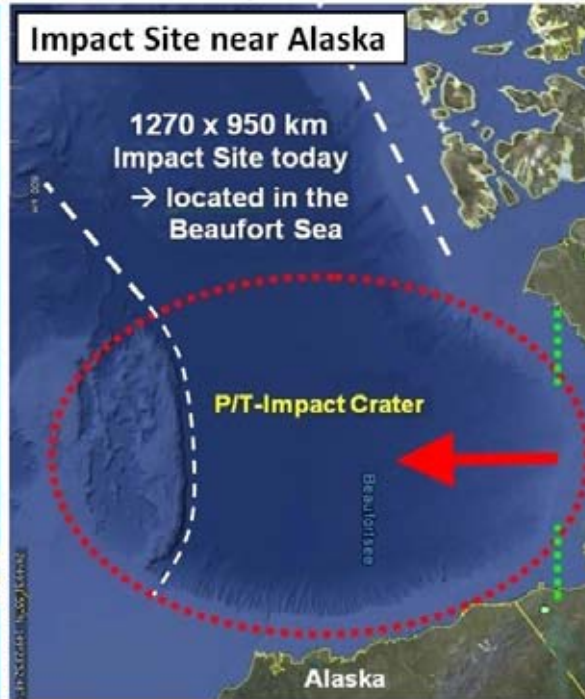 Impact Site near Alaska
1270 x 950 km
Impact Site today
→ located in the
Beaufort Sea
P/T-Impact Crater
Beaufortsee
Alaska